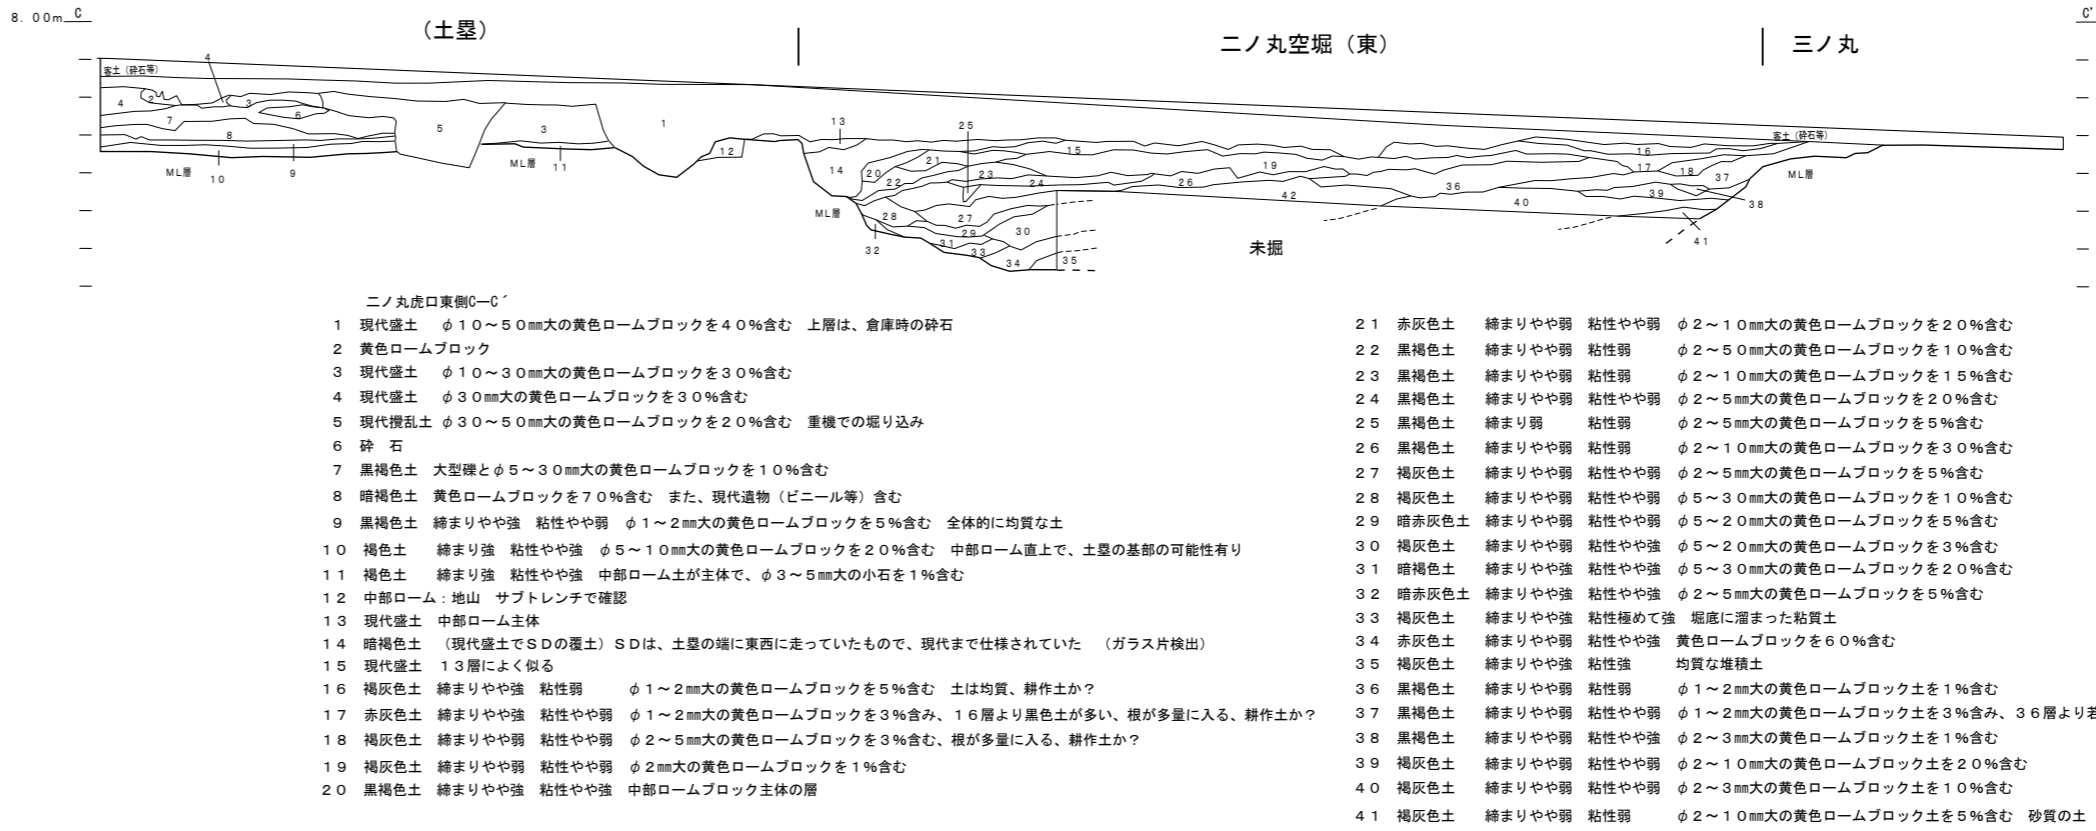 8.00m C
C'
(土塁)
二ノ丸空堀(東)
三ノ丸
客土(砕石等)
4
4
2
3
6
7
8
5
3
1
12
13
14
ML層
10
9
ML層
11
ML層
25
15
20
21
22
23
24
19
26
42
36
16
17
18
37
39
38
40
41
客土(砕石等)
ML層
28
27
29
30
31
32
33
34
35
未掘
二ノ丸虎口東側C―C´
1 現代盛土 φ10~50㎜大の黄色ロームブロックを40%含む 上層は、倉庫時の砕石
2 黄色ロームブロック
3 現代盛土 φ10~30㎜大の黄色ロームブロックを30%含む
4 現代盛土 φ30㎜大の黄色ロームブロックを30%含む
5 現代攪乱土 φ30~50㎜大の黄色ロームブロックを20%含む 重機での堀り込み
6 砕 石
7 黒褐色土 大型礫とφ5~30㎜大の黄色ロームブロックを10%含む
8 暗褐色土 黄色ロームブロックを70%含む また、現代遺物(ビニール等)含む
9 黒褐色土 締まりやや強 粘性やや弱 φ1~2㎜大の黄色ロームブロックを5%含む 全体的に均質な土
10 褐色土 締まり強 粘性やや強 φ5~10㎜大の黄色ロームブロックを20%含む 中部ローム直上で、土塁の基部の可能性有り
11 褐色土 締まり強 粘性やや強 中部ローム土が主体で、φ3~5㎜大の小石を1%含む
12 中部ローム:地山 サブトレンチで確認
13 現代盛土 中部ローム主体
14 暗褐色土 (現代盛土でSDの覆土)SDは、土塁の端に東西に走っていたもので、現代まで仕様されていた (ガラス片検出)
15 現代盛土 13層によく似る
16 褐灰色土 締まりやや強 粘性弱 φ1~2㎜大の黄色ロームブロックを5%含む 土は均質、耕作土か?
17 赤灰色土 締まりやや強 粘性やや弱 φ1~2㎜大の黄色ロームブロックを3%含み、16層より黒色土が多い、根が多量に入る、耕作土か?
18 褐灰色土 締まりやや弱 粘性やや弱 φ2~5㎜大の黄色ロームブロックを3%含む、根が多量に入る、耕作土か?
19 褐灰色土 締まりやや弱 粘性やや弱 φ2㎜大の黄色ロームブロックを1%含む
20 黒褐色土 締まりやや強 粘性やや強 中部ロームブロック主体の層
21 赤灰色土 締まりやや弱 粘性やや弱 φ2~10㎜大の黄色ロームブロックを20%含む
22 黒褐色土 締まりやや弱 粘性弱 φ2~50㎜大の黄色ロームブロックを10%含む
23 黒褐色土 締まりやや弱 粘性弱 φ2~10㎜大の黄色ロームブロックを15%含む
24 黒褐色土 締まりやや弱 粘性やや弱 φ2~5㎜大の黄色ロームブロックを20%含む
25 黒褐色土 締まり弱 粘性弱 φ2~5㎜大の黄色ロームブロックを5%含む
26 黒褐色土 締まりやや弱 粘性弱 φ2~10㎜大の黄色ロームブロックを30%含む
27 褐灰色土 締まりやや弱 粘性やや弱 φ2~5㎜大の黄色ロームブロックを5%含む
28 褐灰色土 締まりやや弱 粘性やや弱 φ5~30㎜大の黄色ロームブロックを10%含む
29 暗赤灰色土 締まりやや弱 粘性やや弱 φ5~20㎜大の黄色ロームブロックを5%含む
30 褐灰色土 締まりやや弱 粘性やや強 φ5~20㎜大の黄色ロームブロックを3%含む
31 暗褐色土 締まりやや強 粘性やや強 φ5~30㎜大の黄色ロームブロックを20%含む
32 暗赤灰色土 締まりやや強 粘性やや強 φ2~5㎜大の黄色ロームブロックを5%含む
33 褐灰色土 締まりやや強 粘性極めて強 堀底に溜まった粘質土
34 赤灰色土 締まりやや弱 粘性やや強 黄色ロームブロックを60%含む
35 褐灰色土 締まりやや強 粘性強 均質な堆積土
36 黒褐色土 締まりやや弱 粘性弱 φ1~2㎜大の黄色ロームブロック土を1%含む
37 黒褐色土 締まりやや弱 粘性やや弱 φ1~2㎜大の黄色ロームブロック土を3%含み、36層より若
38 黒褐色土 締まりやや弱 粘性やや強 φ2~3㎜大の黄色ロームブロック土を1%含む
39 褐灰色土 締まりやや弱 粘性やや弱 φ2~10㎜大の黄色ロームブロック土を20%含む
40 褐灰色土 締まりやや弱 粘性やや弱 φ2~3㎜大の黄色ロームブロック土を10%含む
41 褐灰色土 締まりやや弱 粘性弱 φ2~10㎜大の黄色ロームブロック土を5%含む 砂質の土